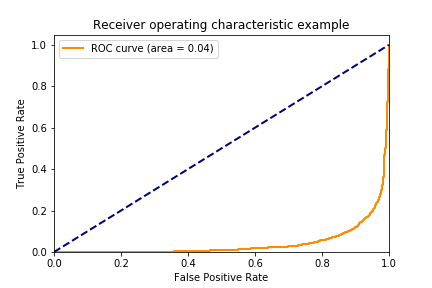 Receiver operating characteristic example
ROC curve (area = 0.04)
True Positive Rate
1.0
0.8
0.6
0.4
0.2
0.0
0.0 0.2 0.4 0.6 0.8 1.0
False Positive Rate